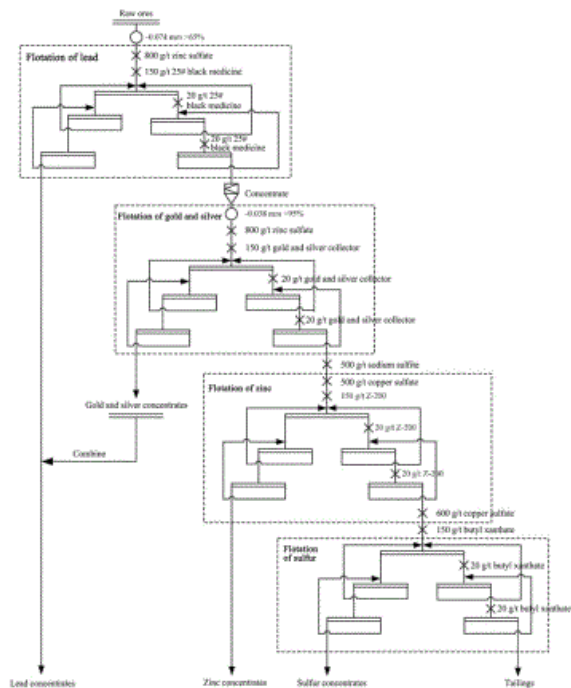 Raw ores
-0.074 mm >65%
Flotation of lead
800 g/t zinc sulfate
150 g/t 25# black medicine
20 g/t 25#
black medicine
20 g/t 25#
black medicine
Concentrate
Flotation of gold and silver
-0.038 mm >95%
800 g/t zinc sulfate
150 g/t gold and silver collector
20 g/t gold and silver collector
20 g/t gold and silver collector
500 g/t sodium sulfite
Flotation of zinc
500 g/t copper sulfate
150 g/t Z-200
Gold and silver concentrates
20 g/t Z-200
Combine
20 g/t Z-200
600 g/t copper sulfate
150 g/t butyl xanthate
Flotation
of sulfur
20 g/t butyl xanthate
20 g/t butyl xanthate
Lead concentrates
Zinc concentrates
Sulfur concentrates
Tailings